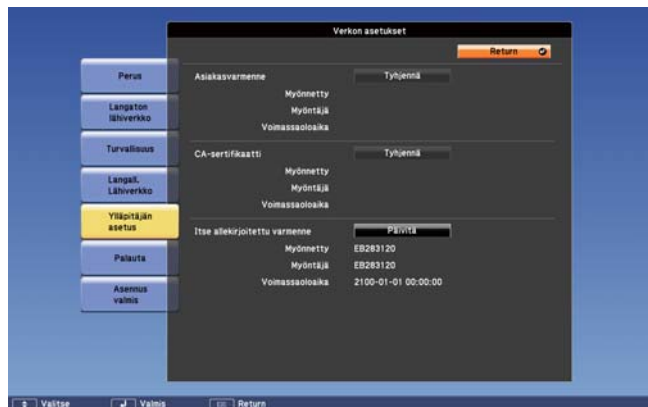 Verkon asetukset
Return
Perus
Langaton
lähiverkko
Turvallisuus
Langall.
Lähiverkko
Ylläpitäjän
asetus
Palauta
Asennus
valmis
Asiakasvarmenne Tyhjennä
Myönnetty
Myöntäjä
Voimassaoloaika
CA-sertifikaatti Tyhjennä
Myönnetty
Myöntäjä
Voimassaoloaika
Itse allekirjoitettu varmenne Päivitä
Myönnetty EB283120
Myöntäjä EB283120
Voimassaoloaika 2100-01-01 00:00:00
Valitse Valmis Return